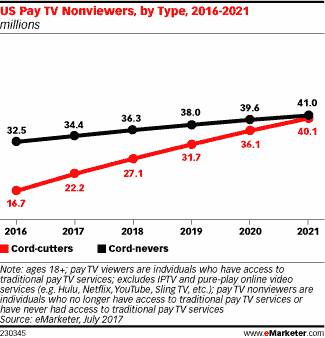 US Pay TV Nonviewers, by Type, 2016-2021
millions
32.5 34.4 36.3 38.0 39.6 41.0
16.7 22.2 27.1 31.7 36.1 40.1
2016 2017 2018 2019 2020 2021
Cord-cutters Cord-nevers
Note: ages 18+; pay TV viewers are individuals who have access to
traditional pay TV services; excludes IPTV and pure-play online video
services (e.g. Hulu, Netflix, YouTube, Sling TV, etc.); pay TV nonviewers are
individuals who no longer have access to traditional pay TV services or
have never had access to traditional pay TV services
Source: eMarketer, July 2017
230345 www.eMarketer.com